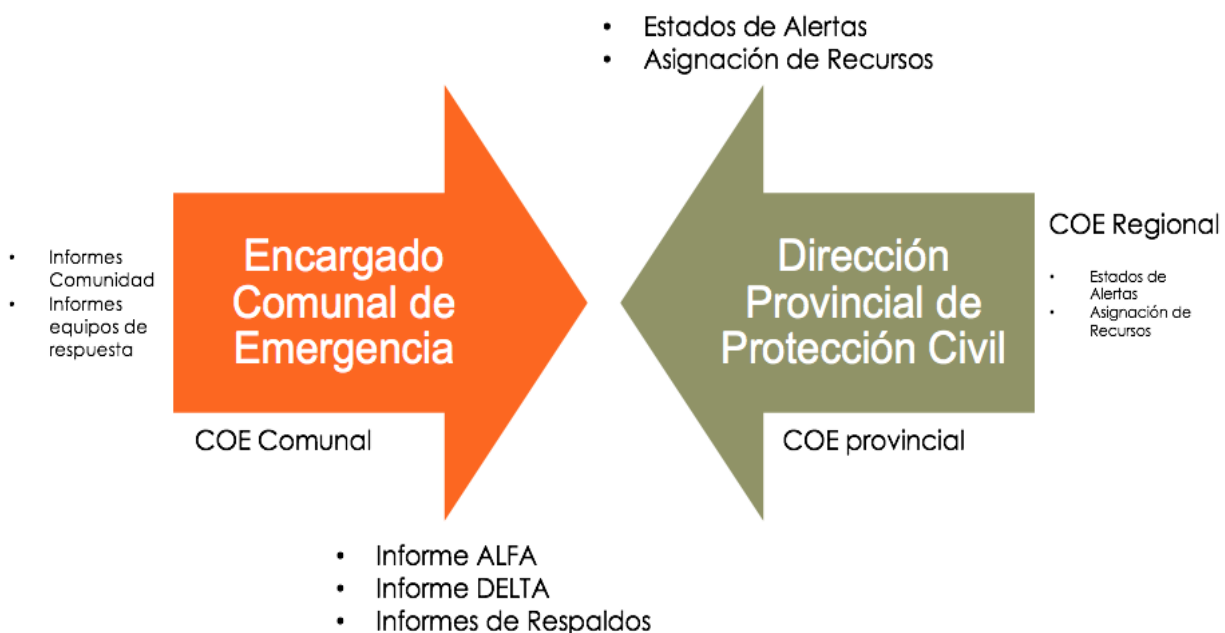 • Estados de Alertas
• Asignación de Recursos
• Informes
Comunidad
• Informes
equipos de
respuesta
Encargado
Comunal de
Emergencia
COE Comunal
Dirección
Provincial de
Protección Civil
COE provincial
COE Regional
• Estados de
Alertas
• Asignación de
Recursos
• Informe ALFA
• Informe DELTA
• Informes de Respaldos